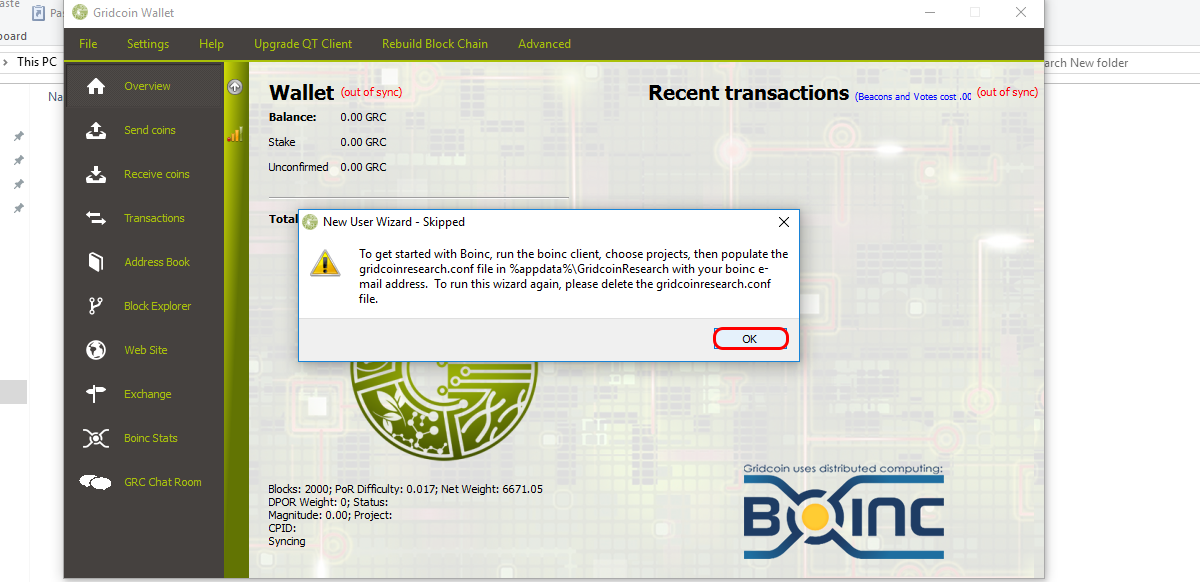 Gridcoin Wallet
File Settings Help Upgrade QT Client Rebuild Block Chain Advanced
This PC
Overview
Send coins
Receive coins
Transactions
Address Book
Block Explorer
Web Site
Exchange
Boinc Stats
GRC Chat Room
Wallet (out of sync)
Balance: 0.00 GRC
Stake 0.00 GRC
Unconfirmed 0.00 GRC
Total
Recent transactions (Beacons and Votes cost .00 (out of sync)
New User Wizard - Skipped
To get started with Boinc, run the boinc client, choose projects, then populate the
gridcoinresearch.conf file in %appdata%\GridcoinResearch with your boinc e-
mail address.  To run this wizard again, please delete the gridcoinresearch.conf
file.
OK
Blocks: 2000; PoR Difficulty: 0.017; Net Weight: 6671.05
DPOR Weight: 0; Status:
Magnitude: 0.00; Project:
CPID:
Syncing
Gridcoin uses distributed computing:
BOINC
New folder